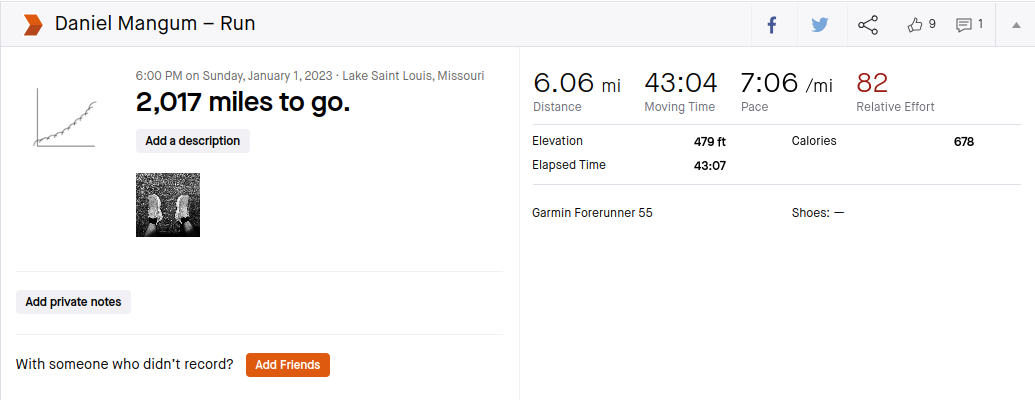 Daniel Mangum – Run
9
1
6:00 PM on Sunday, January 1, 2023 · Lake Saint Louis, Missouri
2,017 miles to go.
Add a description
Add private notes
With someone who didn't record? Add Friends
6.06 mi 43:04 7:06 /mi 82
Distance Moving Time Pace Relative Effort
Elevation 479 ft Calories 678
Elapsed Time 43:07
Garmin Forerunner 55 Shoes: —